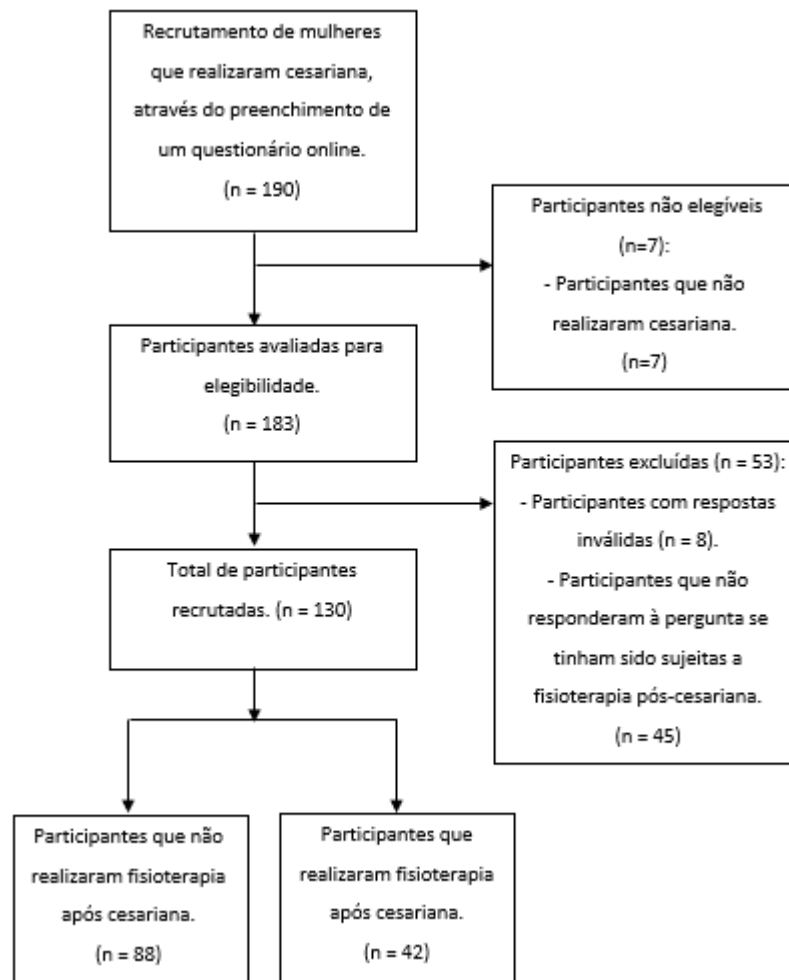 Recrutamento de mulheres
que realizaram cesariana,
através do preenchimento de
um questionário online.
(n = 190)
Participantes não elegíveis
(n=7):
- Participantes que não
realizaram cesariana.
(n=7)
Participantes avaliadas para
elegibilidade.
(n = 183)
Participantes excluídas (n = 53):
- Participantes com respostas
inválidas (n = 8).
- Participantes que não
responderam à pergunta se
tinham sido sujeitas a
fisioterapia pós-cesariana.
(n = 45)
Total de participantes
recrutadas. (n = 130)
Participantes que não
realizaram fisioterapia
após cesariana.
(n = 88)
Participantes que
realizaram fisioterapia
após cesariana.
(n = 42)